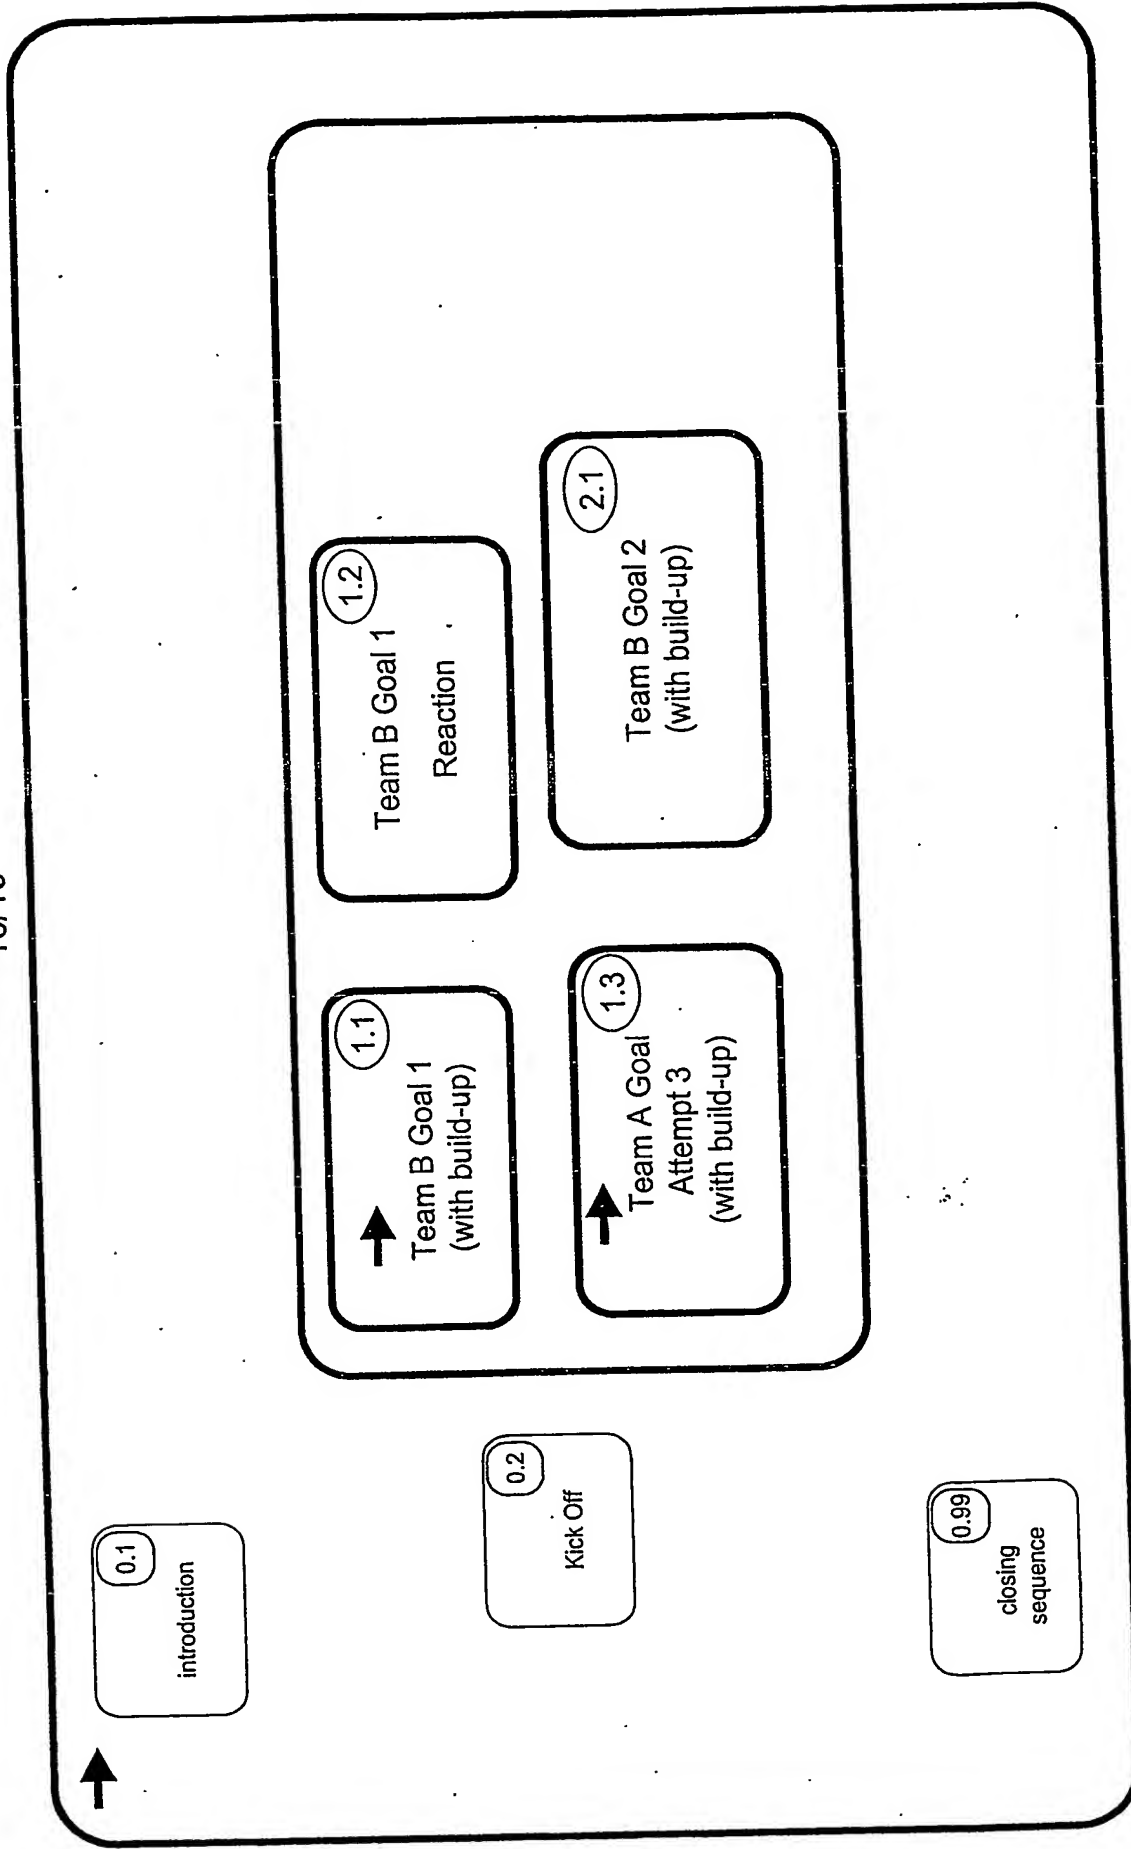 0.1
introduction
0.2
Kick Off
0.99
closing
sequence
1.1
Team B Goal 1
(with build-up)
1.2
Team B Goal 1
Reaction
1.3
Team A Goal
Attempt 3
(with build-up)
2.1
Team B Goal 2
(with build-up)